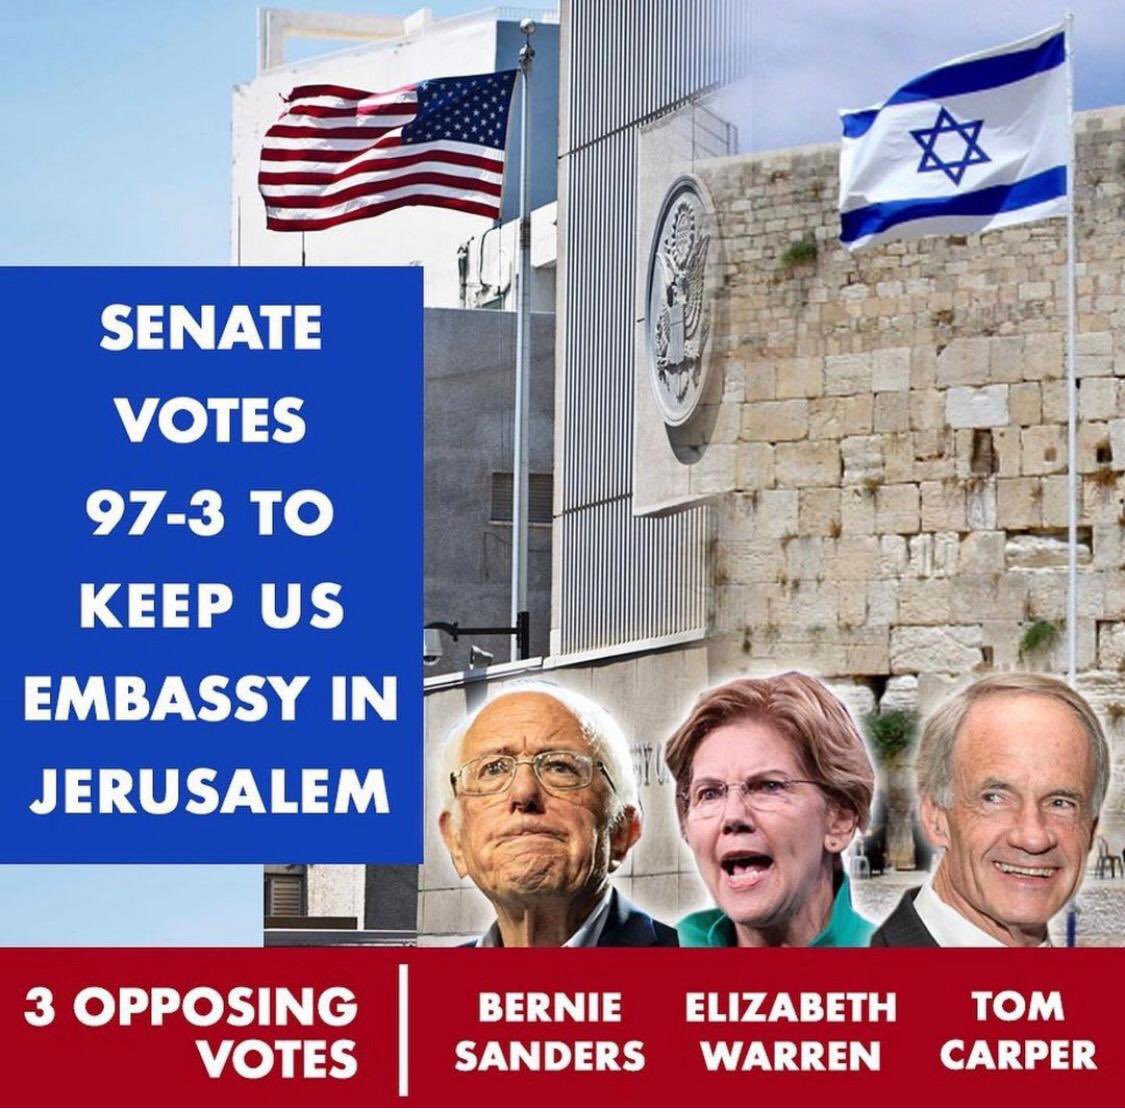 SENATE
VOTES
97-3 TO
KEEP US
EMBASSY IN
JERUSALEM
3 OPPOSING
VOTES
BERNIE
SANDERS
ELIZABETH
WARREN
TOM
CARPER